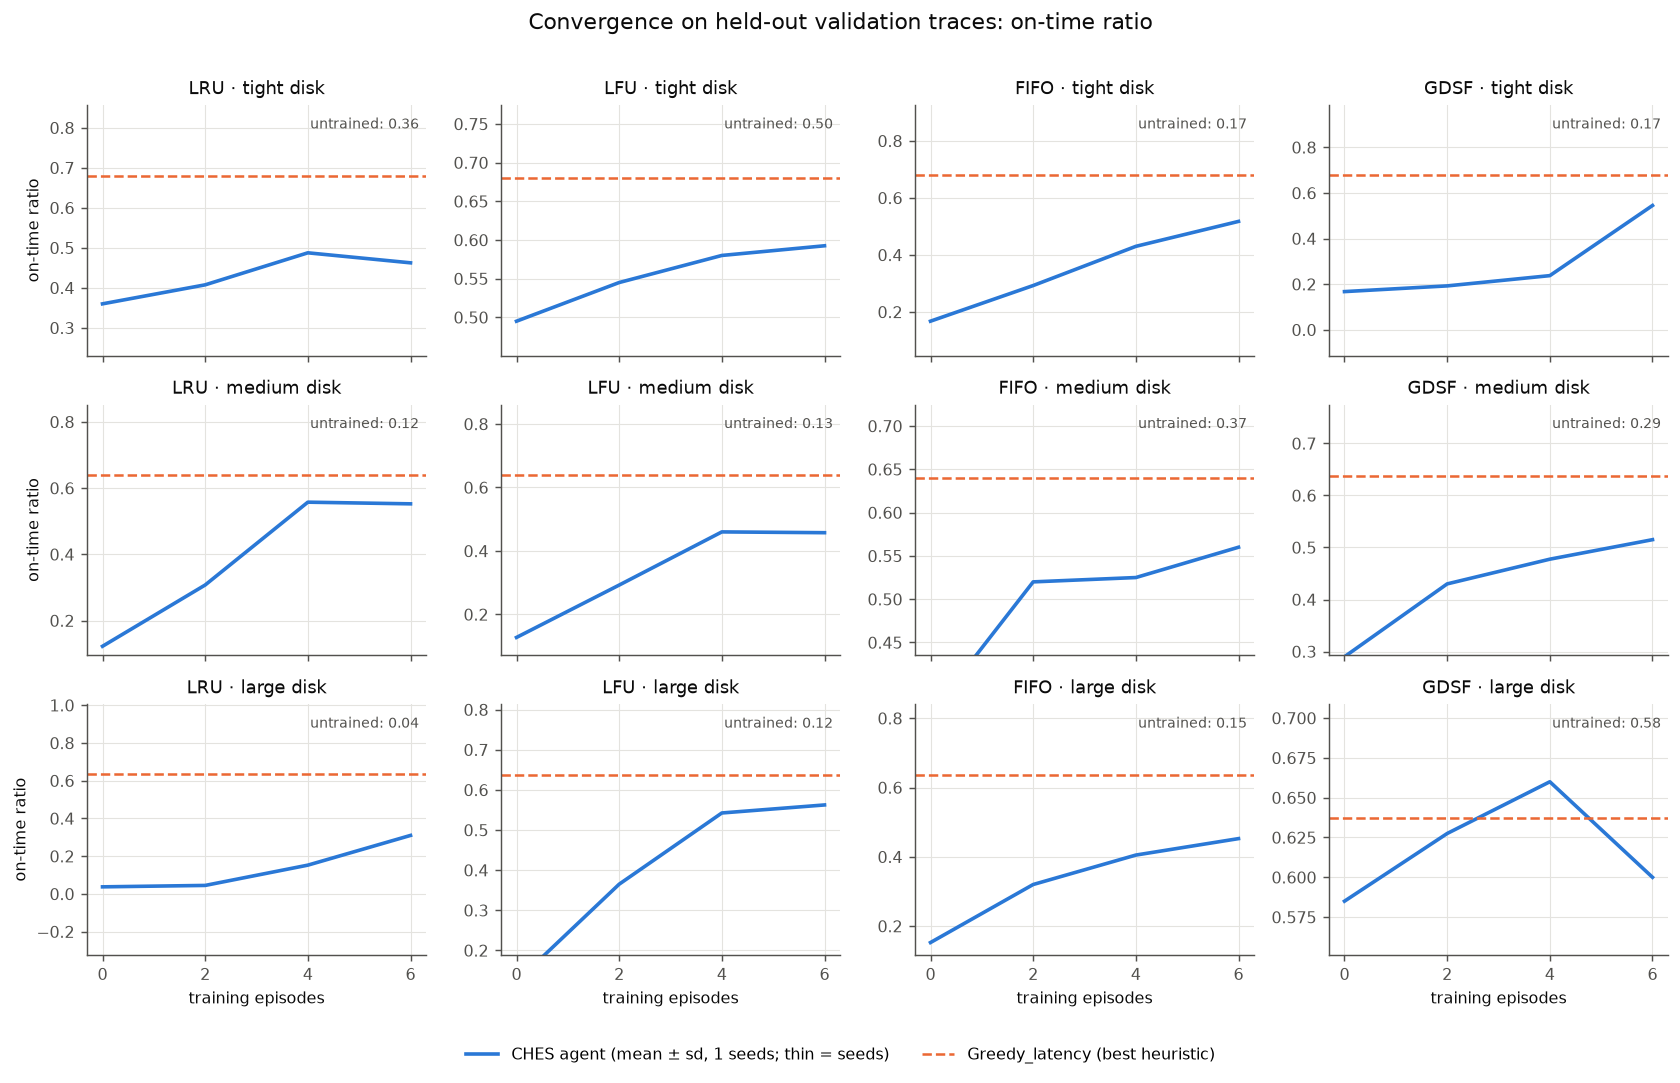 Convergence on held-out validation traces: on-time ratio
LRU · tight disk
LFU · tight disk
FIFO · tight disk
GDSF · tight disk
untrained: 0.36
untrained: 0.50
untrained: 0.17
untrained: 0.17
on-time ratio
0.8
0.7
0.6
0.5
0.4
0.3
0.75
0.70
0.65
0.60
0.55
0.50
0.8
0.6
0.4
0.2
0.8
0.6
0.4
0.2
0.0
LRU · medium disk
LFU · medium disk
FIFO · medium disk
GDSF · medium disk
untrained: 0.12
untrained: 0.13
untrained: 0.37
untrained: 0.29
on-time ratio
0.8
0.6
0.4
0.2
0.8
0.6
0.4
0.2
0.70
0.65
0.60
0.55
0.50
0.45
0.7
0.6
0.5
0.4
0.3
LRU · large disk
LFU · large disk
FIFO · large disk
GDSF · large disk
untrained: 0.04
untrained: 0.12
untrained: 0.15
untrained: 0.58
on-time ratio
1.0
0.8
0.6
0.4
0.2
0.0
−0.2
0.8
0.7
0.6
0.5
0.4
0.3
0.2
0.8
0.6
0.4
0.2
0.700
0.675
0.650
0.625
0.600
0.575
0 2 4 6
0 2 4 6
0 2 4 6
0 2 4 6
training episodes
training episodes
training episodes
training episodes
CHES agent (mean ± sd, 1 seeds; thin = seeds)
Greedy_latency (best heuristic)